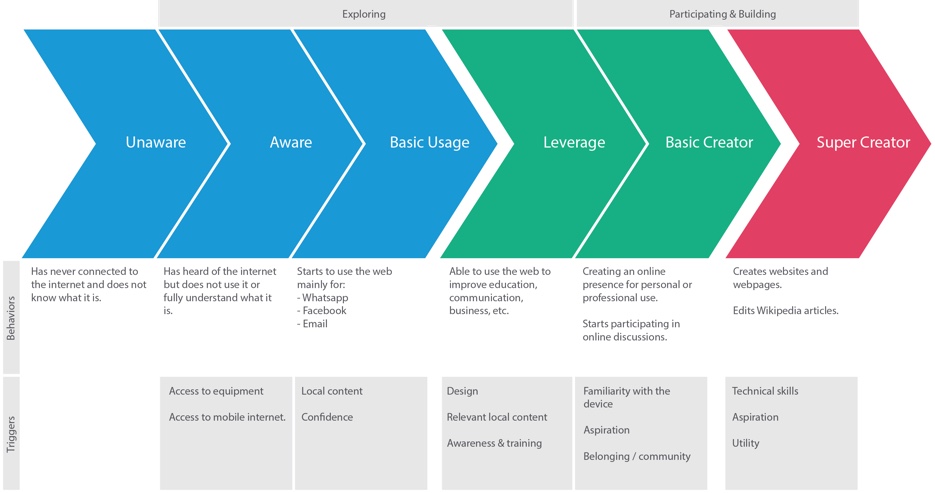 Exploring
Participating & Building
Unaware
Aware
Basic Usage
Leverage
Basic Creator
Super Creator
Behaviors
Has never connected to
the internet and does not
know what it is.
Has heard of the internet
but does not use it or
fully understand what it
is.
Starts to use the web
mainly for:
- Whatsapp
- Facebook
- Email
Able to use the web to
improve education,
communication,
business, etc.
Creating an online
presence for personal or
professional use.
Starts participating in
online discussions.
Creates websites and
webpages.
Edits Wikipedia articles.
Triggers
Access to equipment
Access to mobile internet.
Local content
Confidence
Design
Relevant local content
Awareness & training
Familiarity with the
device
Aspiration
Belonging / community
Technical skills
Aspiration
Utility